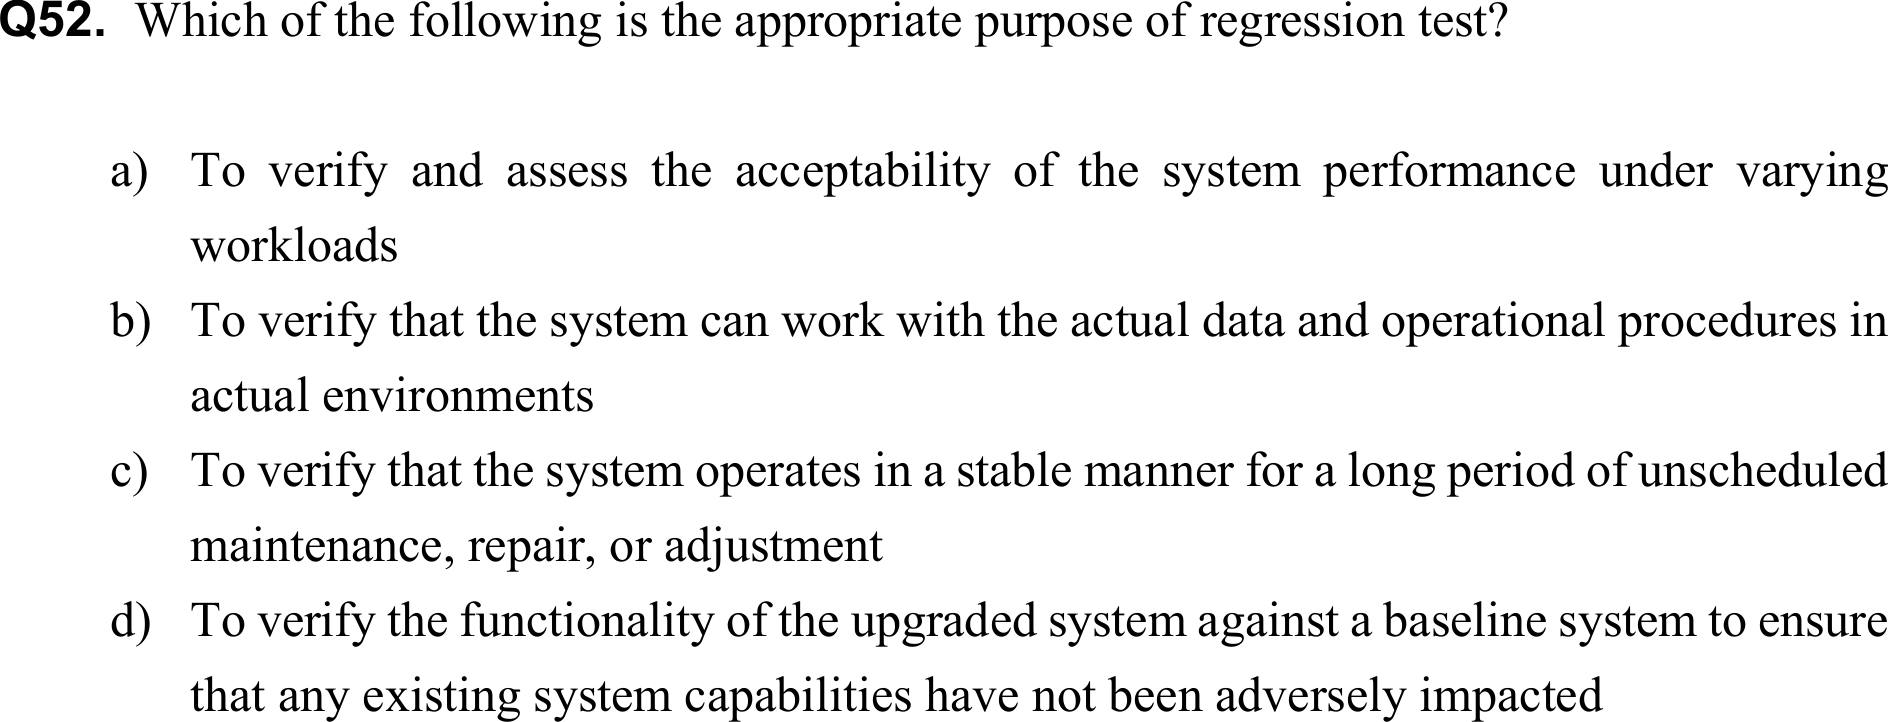 Q52. Which of the following is the appropriate purpose of regression test?
a) To verify and assess the acceptability of the system performance under varying
workloads
b) To verify that the system can work with the actual data and operational procedures in
actual environments
c) To verify that the system operates in a stable manner for a long period of unscheduled
maintenance, repair, or adjustment
d) To verify the functionality of the upgraded system against a baseline system to ensure
that any existing system capabilities have not been adversely impacted